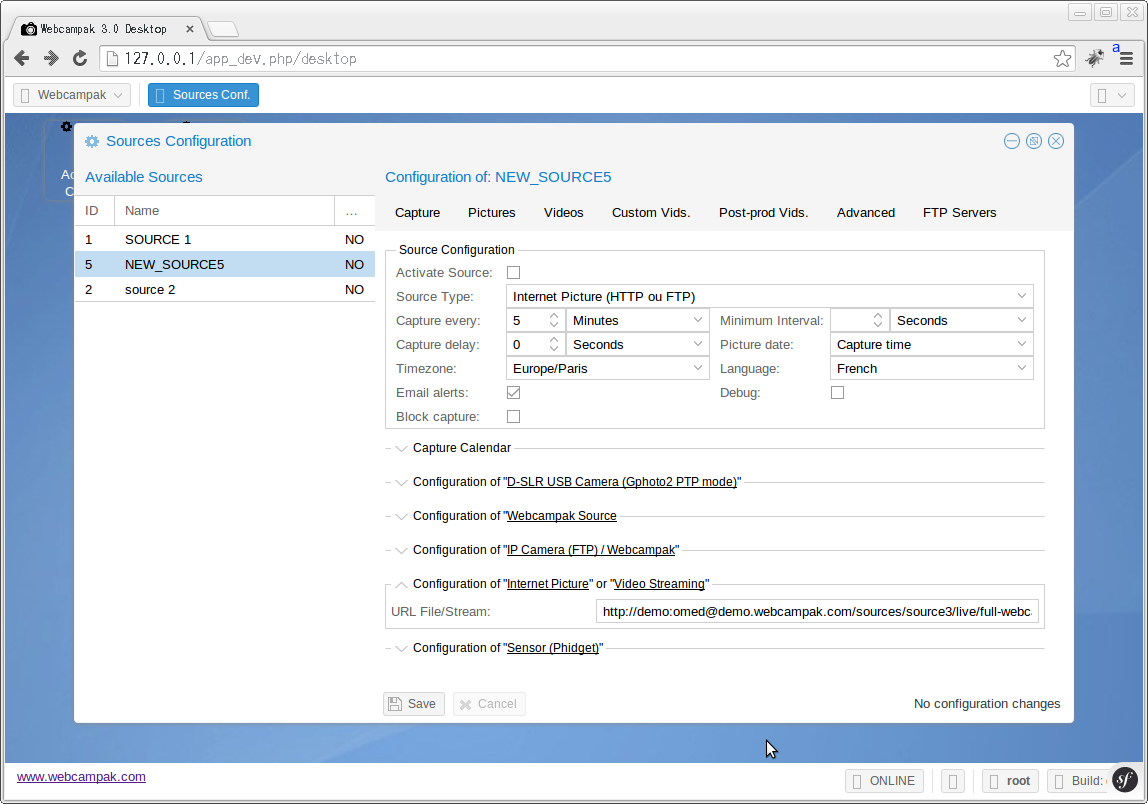 Webcampak 3.0 Desktop
127.0.0.1/app_dev.php/desktop
a
Webcampak
Sources Conf.
Sources Configuration
Available Sources
ID Name ...
1 SOURCE 1 NO
5 NEW_SOURCE5 NO
2 source 2 NO
Configuration of: NEW_SOURCE5
Capture Pictures Videos Custom Vids. Post-prod Vids. Advanced FTP Servers
Source Configuration
Activate Source:
Source Type: Internet Picture (HTTP ou FTP)
Capture every: 5 Minutes Minimum Interval: Seconds
Capture delay: 0 Seconds Picture date: Capture time
Timezone: Europe/Paris Language: French
Email alerts: Debug:
Block capture:
Capture Calendar
Configuration of "D-SLR USB Camera (Gphoto2 PTP mode)"
Configuration of "Webcampak Source
Configuration of "IP Camera (FTP) / Webcampak"
Configuration of "Internet Picture" or "Video Streaming"
URL File/Stream: http://demo:omed@demo.webcampak.com/sources/source3/live/full-webc
Configuration of "Sensor (Phidget)"
Save Cancel No configuration changes
www.webcampak.com
ONLINE root Build: sf